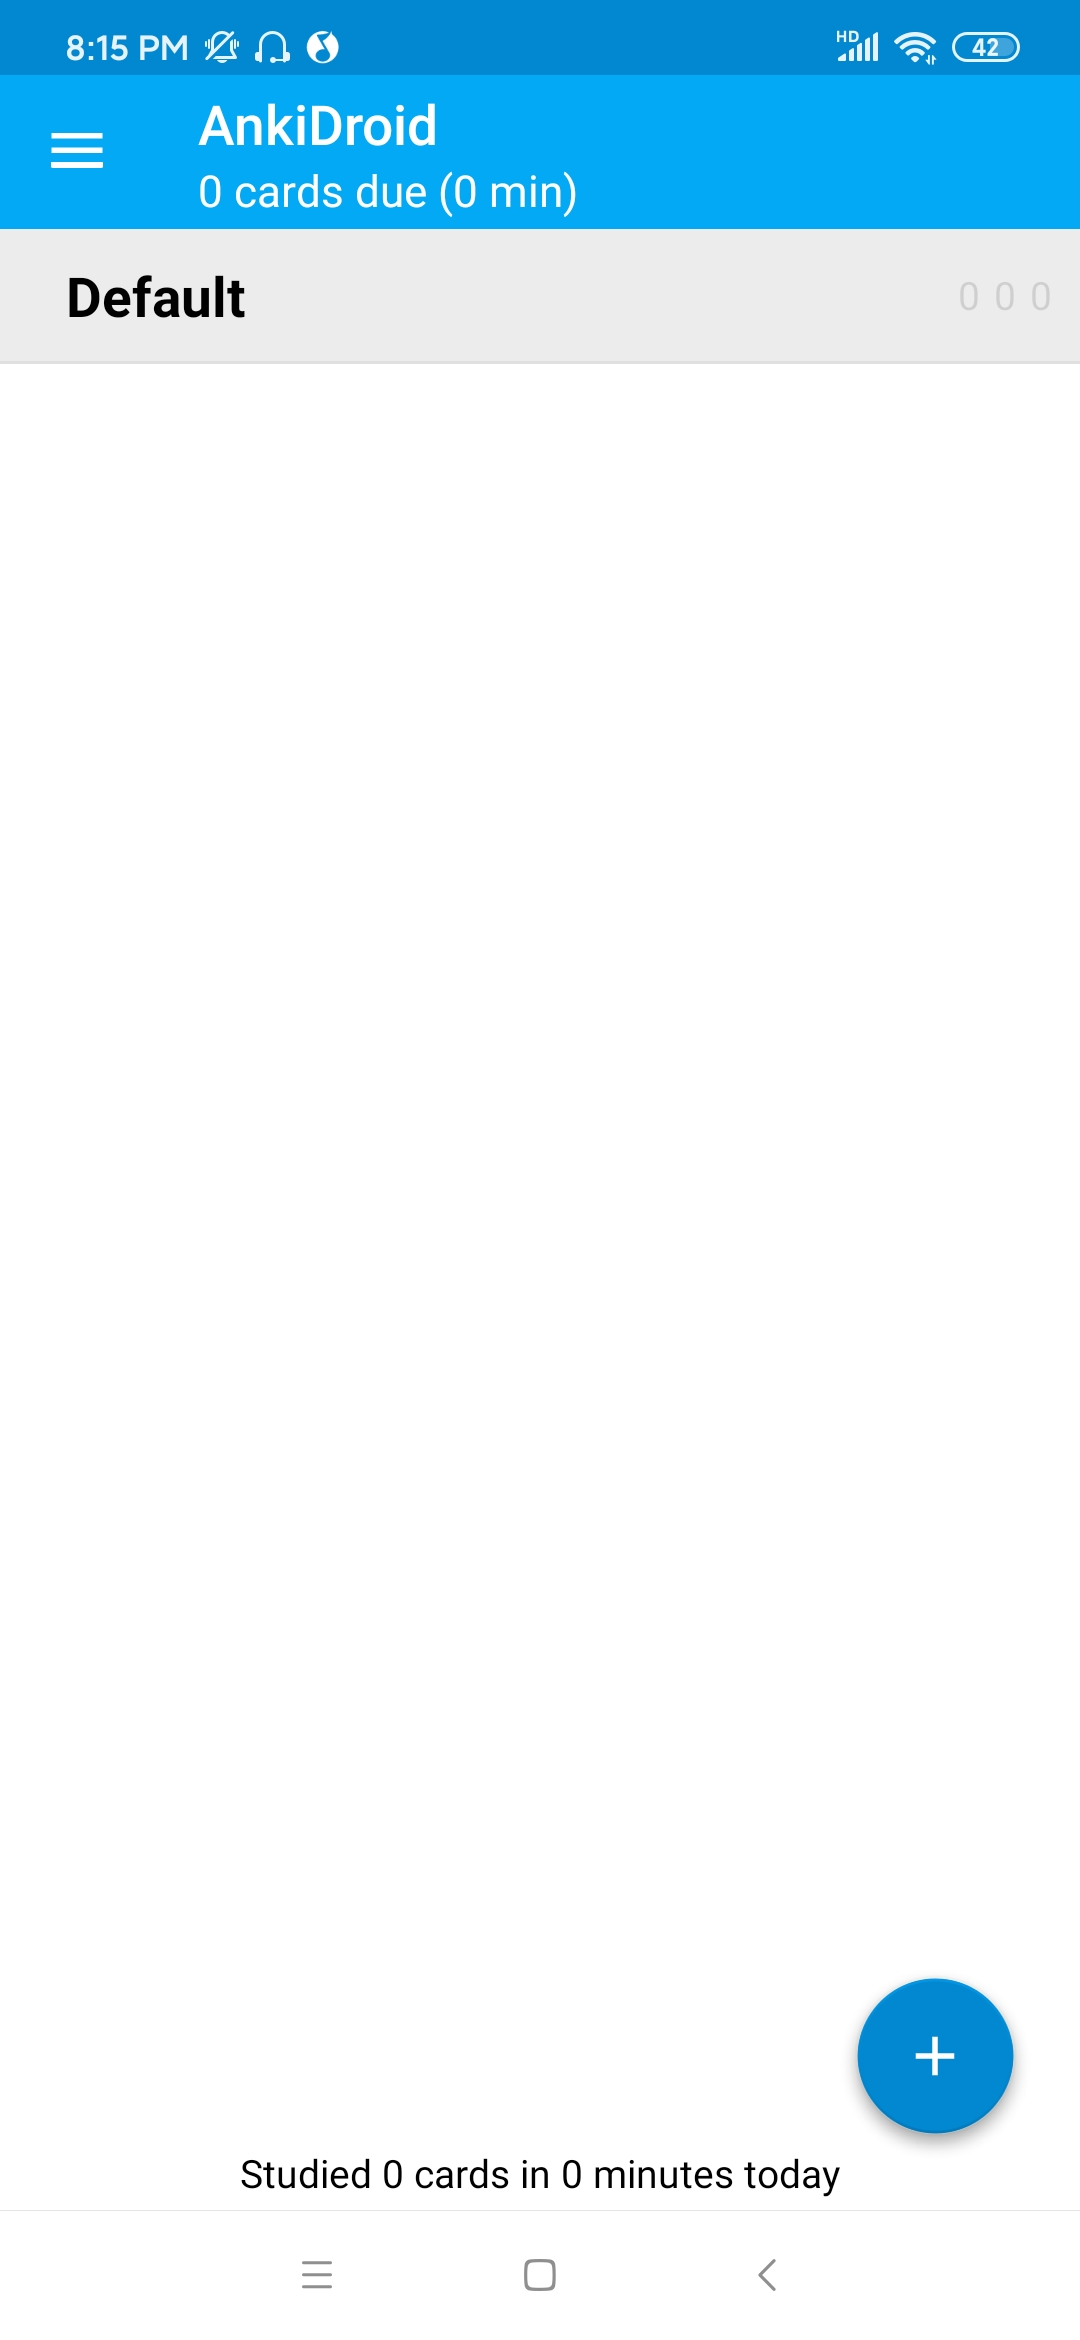 8:15 PM HD 42
AnkiDroid
0 cards due (0 min)
Default 0 0 0
Studied 0 cards in 0 minutes today